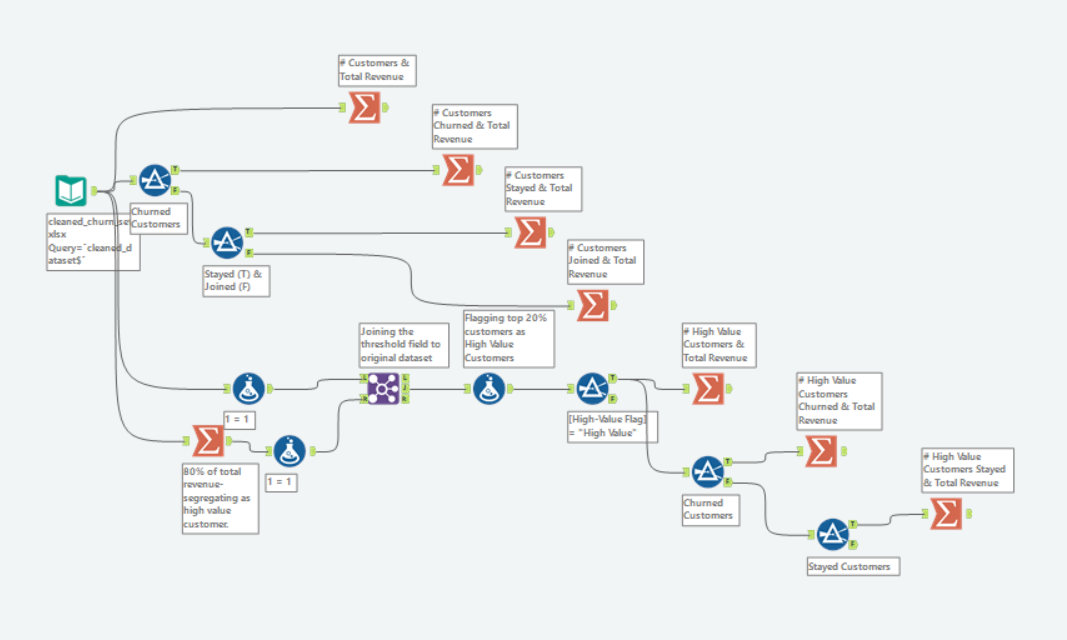 # Customers &
Total Revenue
# Customers
Churned & Total
Revenue
# Customers
Stayed & Total
Revenue
T
F
cleaned_churn_se
xlsx
Query=`cleaned_d
ataset$`
Churned
Customers
T
F
Stayed (T) &
Joined (F)
# Customers
Joined & Total
Revenue
Joining the
threshold field to
original dataset
Flagging top 20%
customers as
High Value
Customers
# High Value
Customers &
Total Revenue
L
R
L
J
R
T
F
1 = 1
[High-Value Flag]
= "High Value"
# High Value
Customers
Churned & Total
Revenue
80% of total
revenue-
segregating as
high value
customer.
1 = 1
T
F
Churned
Customers
# High Value
Customers Stayed
& Total Revenue
T
F
Stayed Customers